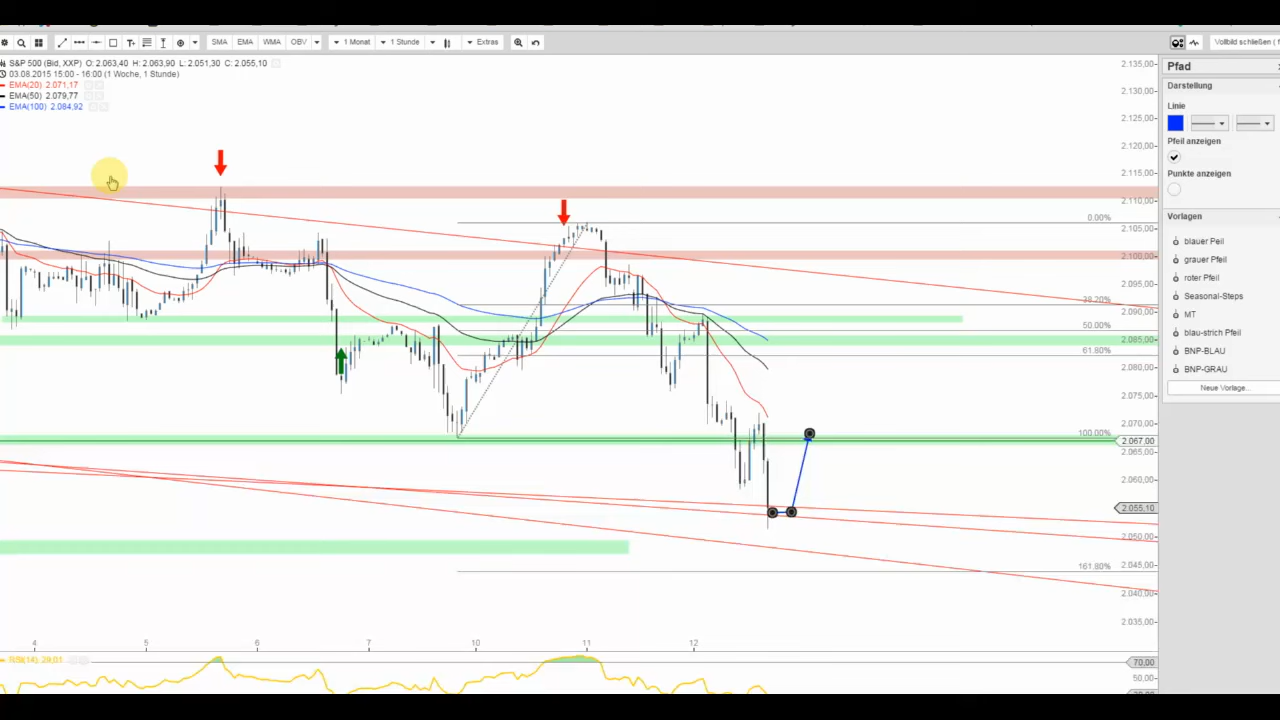 SMA EMA WMA OBV 1 Monat 1 Stunde Extras Vollbild schließen (
S&P 500 (Bid, XXP) O: 2.063,40 H: 2.063,90 L: 2.051,30 C: 2.055,10
03.08.2015 15:00 - 16:00 (1 Woche, 1 Stunde)
EMA(20) 2.071,17
EMA(50) 2.079,77
EMA(100) 2.084,92
2.135,00
2.130,00
2.125,00
2.120,00
2.115,00
2.110,00
2.105,00
2.100,00
2.095,00
2.090,00
2.085,00
2.080,00
2.075,00
2.070,00
2.067,00
2.065,00
2.060,00
2.055,10
2.050,00
2.045,00
2.040,00
2.035,00
0.00%
38.20%
50.00%
61.80%
100.00%
161.80%
4 5 6 7 10 11 12
RSI(14) 29,01
70,00
50,00
Pfad
Darstellung
Linie
Pfeil anzeigen
Punkte anzeigen
Vorlagen
blauer Peil
grauer Pfeil
roter Pfeil
Seasonal-Steps
MT
blau-strich Pfeil
BNP-BLAU
BNP-GRAU
Neue Vorlage...